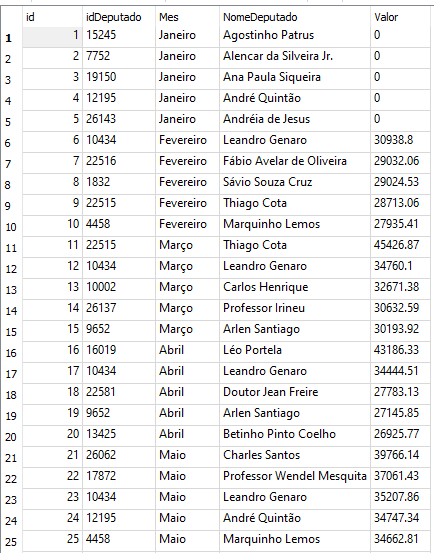 id idDeputado Mes NomeDeputado Valor
1 1 15245 Janeiro Agostinho Patrus 0
2 2 7752 Janeiro Alencar da Silveira Jr. 0
3 3 19150 Janeiro Ana Paula Siqueira 0
4 4 12195 Janeiro André Quintão 0
5 5 26143 Janeiro Andréia de Jesus 0
6 6 10434 Fevereiro Leandro Genaro 30938.8
7 7 22516 Fevereiro Fábio Avelar de Oliveira 29032.06
8 8 1832 Fevereiro Sávio Souza Cruz 29024.53
9 9 22515 Fevereiro Thiago Cota 28713.06
10 10 4458 Fevereiro Marquinho Lemos 27935.41
11 11 22515 Março Thiago Cota 45426.87
12 12 10434 Março Leandro Genaro 34760.1
13 13 10002 Março Carlos Henrique 32671.38
14 14 26137 Março Professor Irineu 30632.59
15 15 9652 Março Arlen Santiago 30193.92
16 16 16019 Abril Léo Portela 43186.33
17 17 10434 Abril Leandro Genaro 34444.51
18 18 22581 Abril Doutor Jean Freire 27783.13
19 19 9652 Abril Arlen Santiago 27145.85
20 20 13425 Abril Betinho Pinto Coelho 26925.77
21 21 26062 Maio Charles Santos 39766.14
22 22 17872 Maio Professor Wendel Mesquita 37061.43
23 23 10434 Maio Leandro Genaro 35207.86
24 24 12195 Maio André Quintão 34747.34
25 25 4458 Maio Marquinho Lemos 34662.81